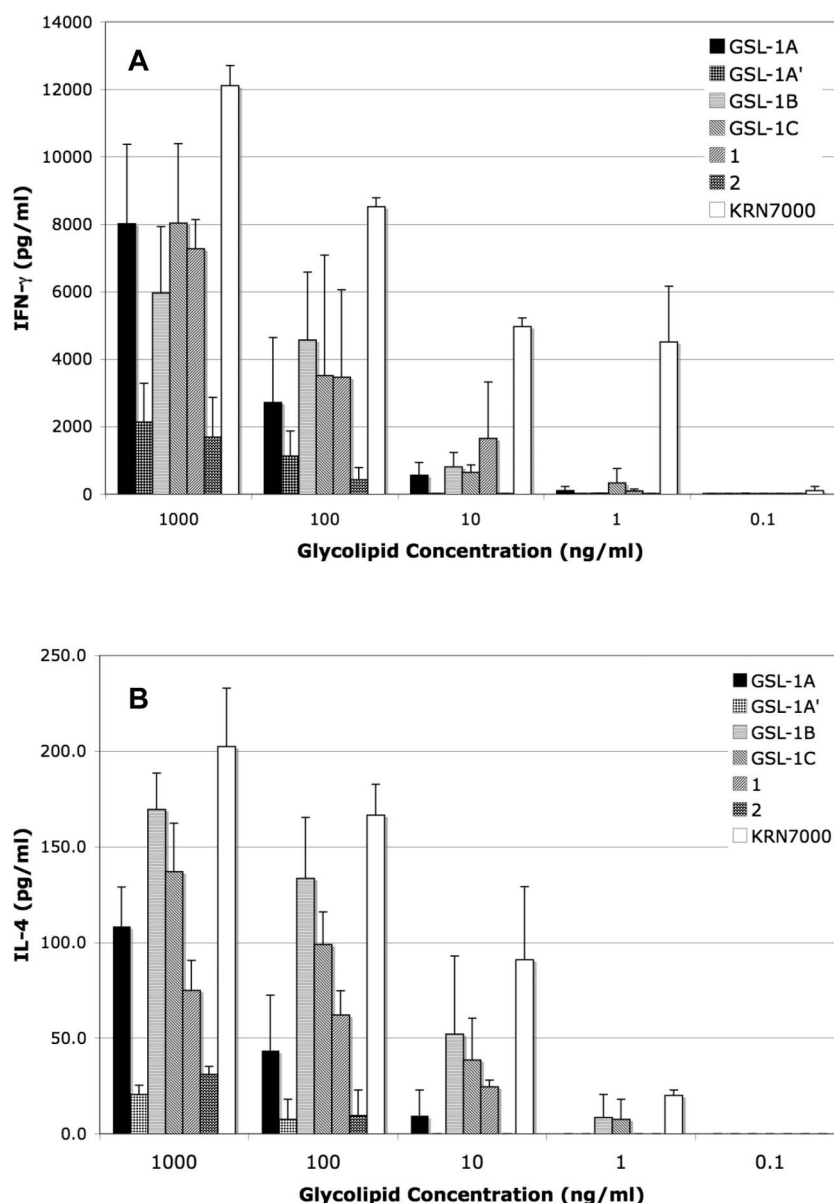 A
14000
12000
10000
8000
6000
4000
2000
0
IFN-γ (pg/ml)
GSL-1A
GSL-1A'
GSL-1B
GSL-1C
1
2
KRN7000
1000 100 10 1 0.1
Glycolipid Concentration (ng/ml)
B
250.0
200.0
150.0
100.0
50.0
0.0
IL-4 (pg/ml)
GSL-1A
GSL-1A'
GSL-1B
GSL-1C
1
2
KRN7000
1000 100 10 1 0.1
Glycolipid Concentration (ng/ml)